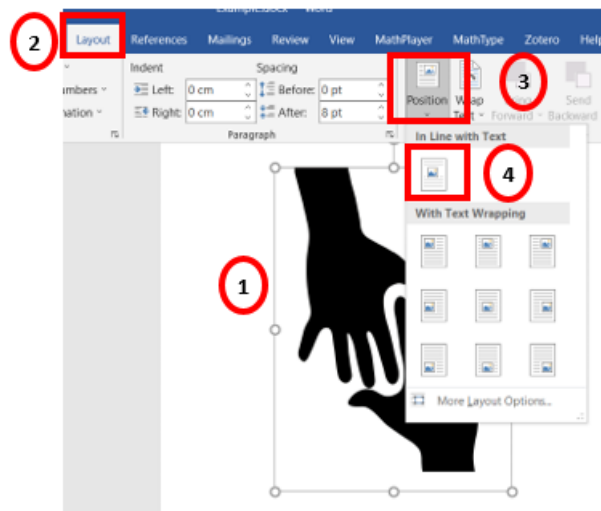 Word
2
Layout References Mailings Review View MathPlayer MathType Zotero Help
Indent Spacing
Left: 0 cm Before: 0 pt
Right: 0 cm After: 8 pt
Paragraph
Position Wrap Send
Text Forward Backward
3
In Line with Text
4
With Text Wrapping
1
More Layout Options...